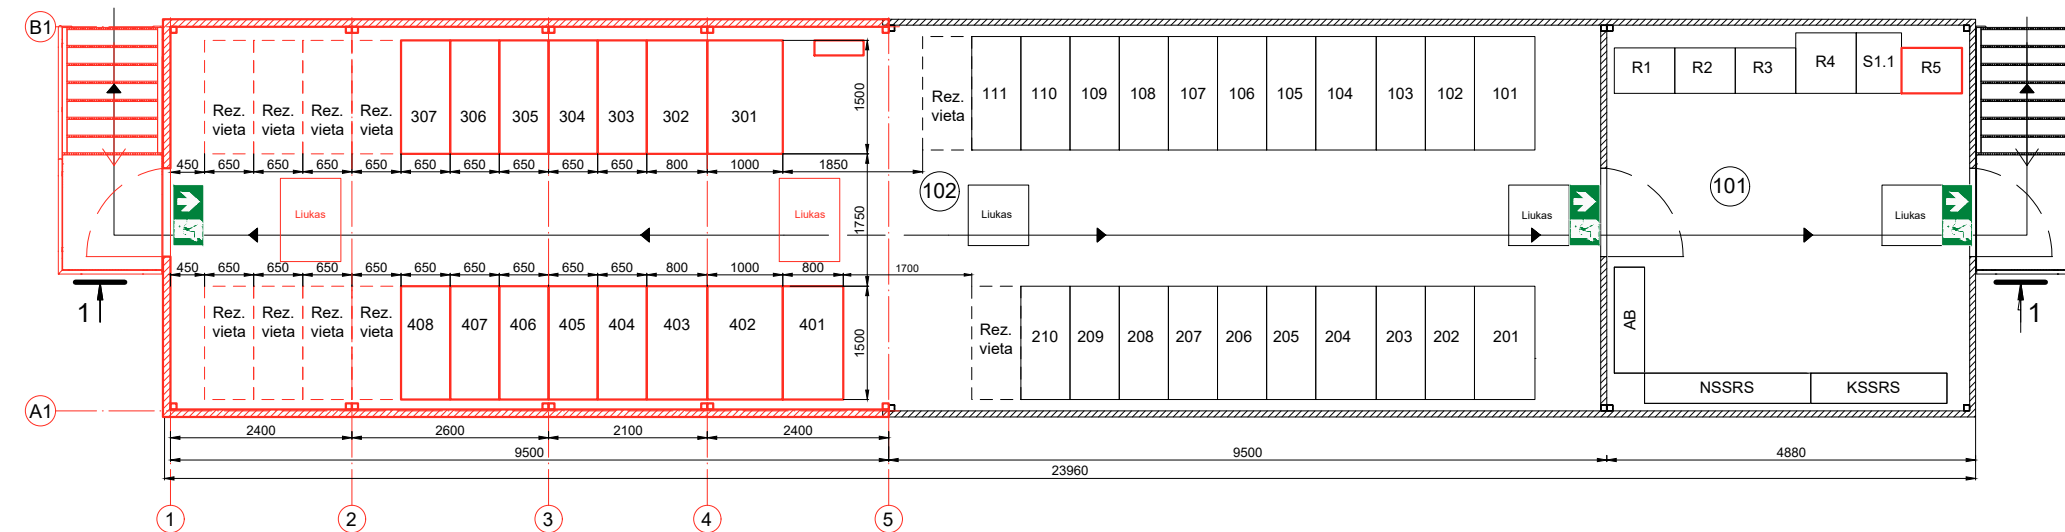 B1
R1 R2 R3 R4 S1.1 R5
Rez. vieta Rez. vieta Rez. vieta Rez. vieta 307 306 305 304 303 302 301 1500 Rez. vieta 111 110 109 108 107 106 105 104 103 102 101
450 650 650 650 650 650 650 650 650 650 800 1000 1850
102 101
Liukas Liukas 1750 Liukas Liukas Liukas
450 650 650 650 650 650 650 650 650 650 800 1000 800 1700
1 1
Rez. vieta Rez. vieta Rez. vieta Rez. vieta 408 407 406 405 404 403 402 401 1500 Rez. vieta 210 209 208 207 206 205 204 203 202 201 AB
NSSRS KSSRS
A1
2400 2600 2100 2400
9500 9500 4880
23960
1 2 3 4 5